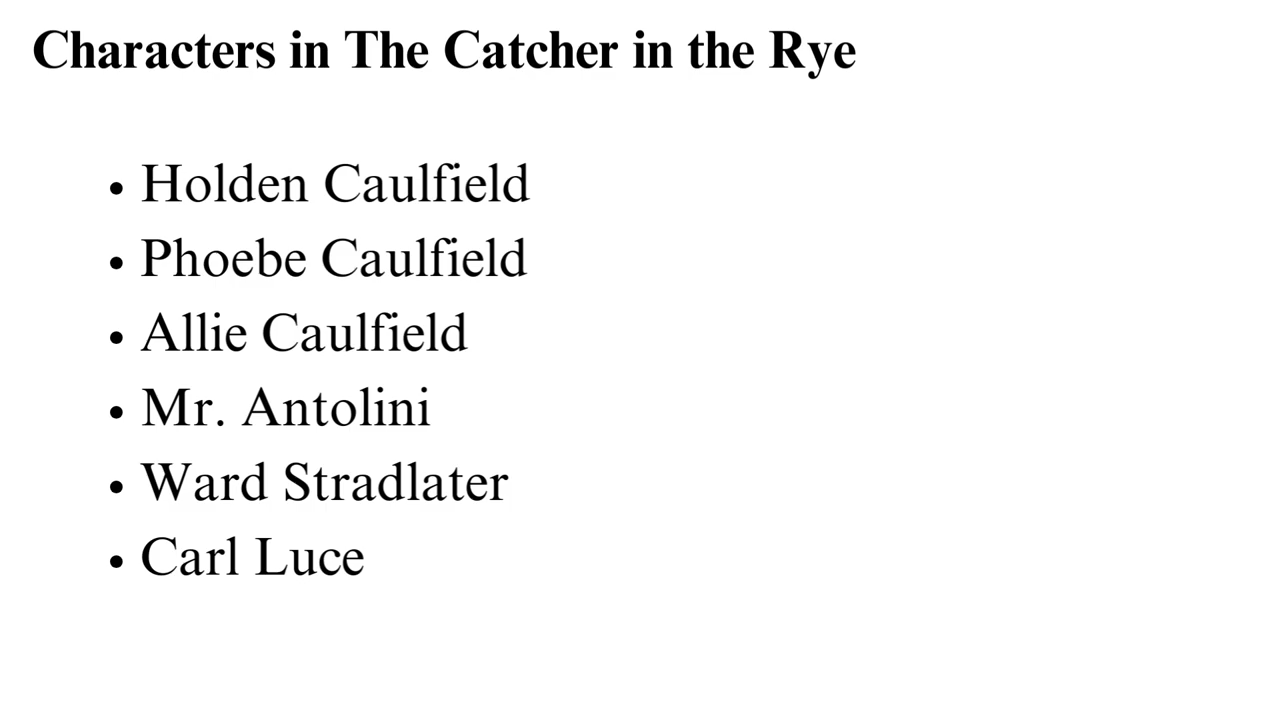 Characters in The Catcher in the Rye
• Holden Caulfield
• Phoebe Caulfield
• Allie Caulfield
• Mr. Antolini
• Ward Stradlater
• Carl Luce